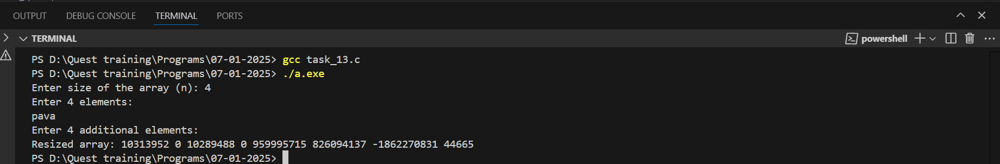 OUTPUT DEBUG CONSOLE TERMINAL PORTS
TERMINAL powershell
PS D:\Quest training\Programs\07-01-2025> gcc task_13.c
PS D:\Quest training\Programs\07-01-2025> ./a.exe
Enter size of the array (n): 4
Enter 4 elements:
pava
Enter 4 additional elements:
Resized array: 10313952 0 10289488 0 959995715 826094137 -1862270831 44665
PS D:\Quest training\Programs\07-01-2025>